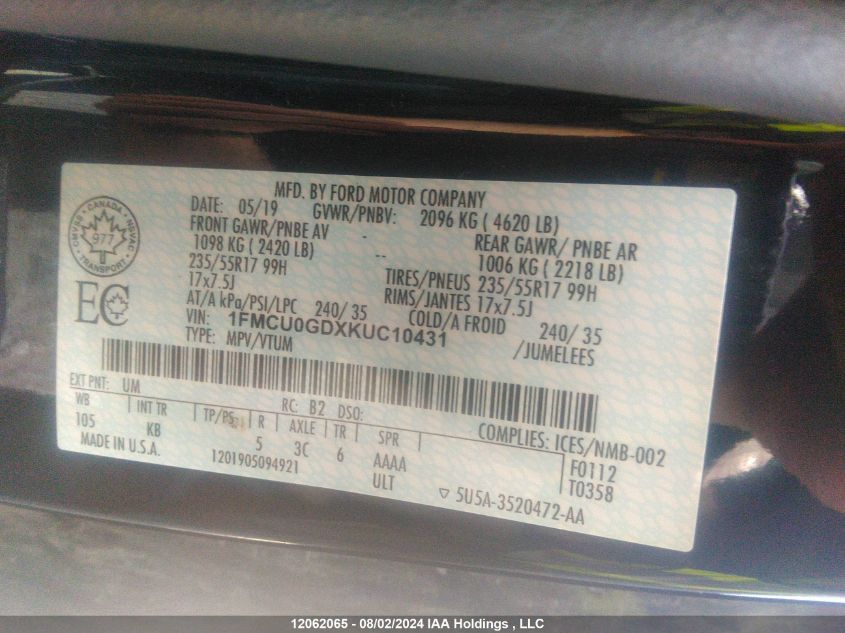 MFD. BY FORD MOTOR COMPANY
DATE: 05/19 GVWR/PNBV: 2096 KG ( 4620 LB)
FRONT GAWR/PNBE AV - REAR GAWR/ PNBE AR
1098 KG ( 2420 LB) -- 1006 KG ( 2218 LB)
235/55R17 99H TIRES/PNEUS 235/55R17 99H
17x7.5J RIMS/JANTES 17x7.5J
AT/A kPa/PSI/LPC 240/ 35 COLD/A FROID 240/ 35
VIN: 1FMCU0GDXKUC10431 /JUMELEES
TYPE: MPV/VTUM
CANADA
CMVSS NSVAC
977
TRANSPORT
EC
EXT PNT: UM RC: B2 DSO:
WB INT TR TP/PS R AXLE TR SPR COMPLIES: ICES/NMB-002
105 KB 5 3C 6 AAAA F0112
MADE IN U.S.A. ULT T0358
1201905094921 5U5A-3520472-AA
12062065 - 08/02/2024 IAA Holdings , LLC